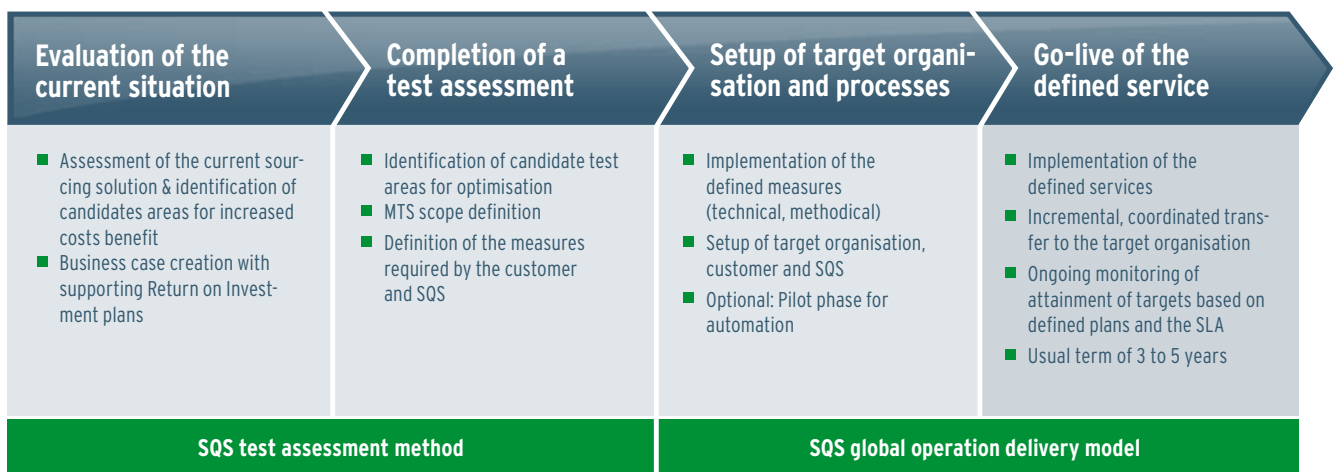 Evaluation of the
current situation
Assessment of the current sour-
cing solution & identification of
candidates areas for increased
costs benefit
Business case creation with
supporting Return on Invest-
ment plans
Completion of a
test assessment
Identification of candidate test
areas for optimisation
MTS scope definition
Definition of the measures
required by the customer
and SQS
Setup of target organi-
sation and processes
Implementation of the
defined measures
(technical, methodical)
Setup of target organisation,
customer and SQS
Optional: Pilot phase for
automation
Go-live of the
defined service
Implementation of the
defined services
Incremental, coordinated trans-
fer to the target organisation
Ongoing monitoring of
attainment of targets based on
defined plans and the SLA
Usual term of 3 to 5 years
SQS test assessment method
SQS global operation delivery model